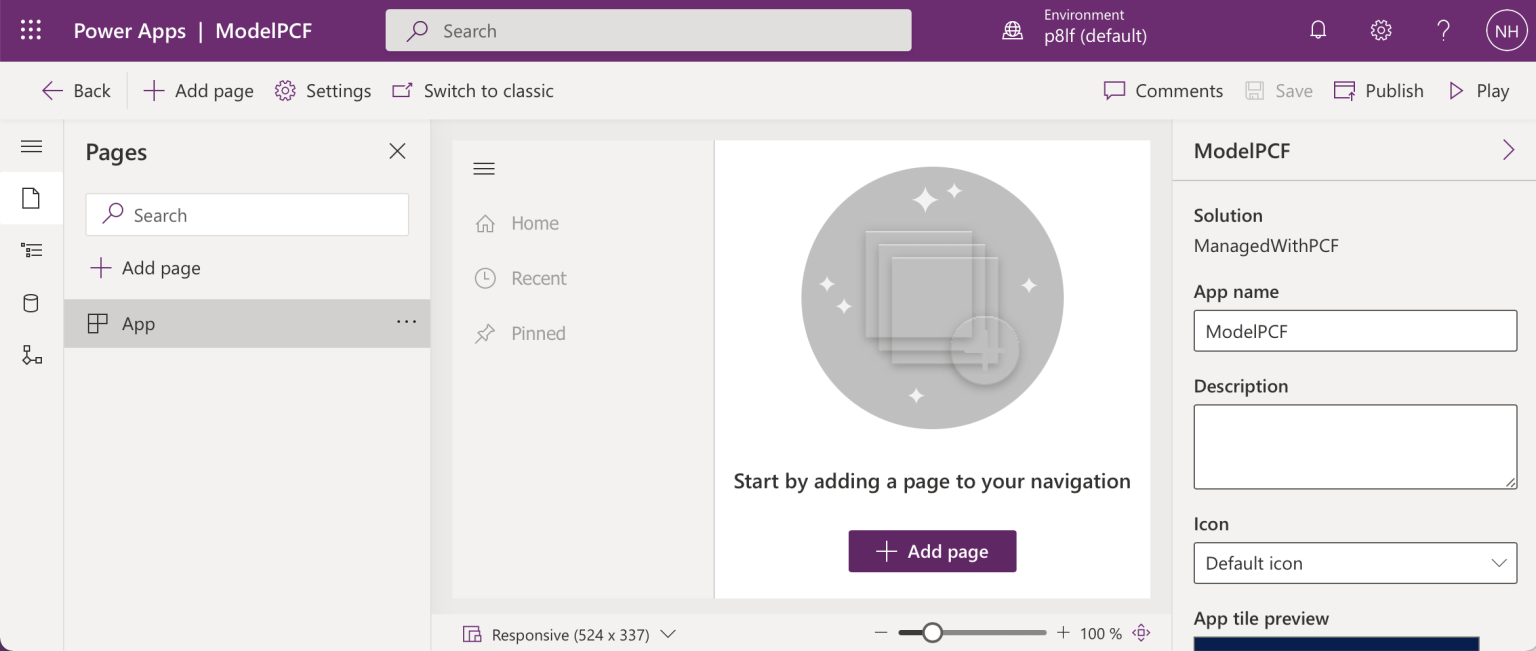 Power Apps | ModelPCF
Search
Environment
p8lf (default)
NH
Back
Add page
Settings
Switch to classic
Comments
Save
Publish
Play
Pages
Search
Add page
App
Home
Recent
Pinned
Start by adding a page to your navigation
Add page
Responsive (524 x 337)
100 %
ModelPCF
Solution
ManagedWithPCF
App name
ModelPCF
Description
Icon
Default icon
App tile preview